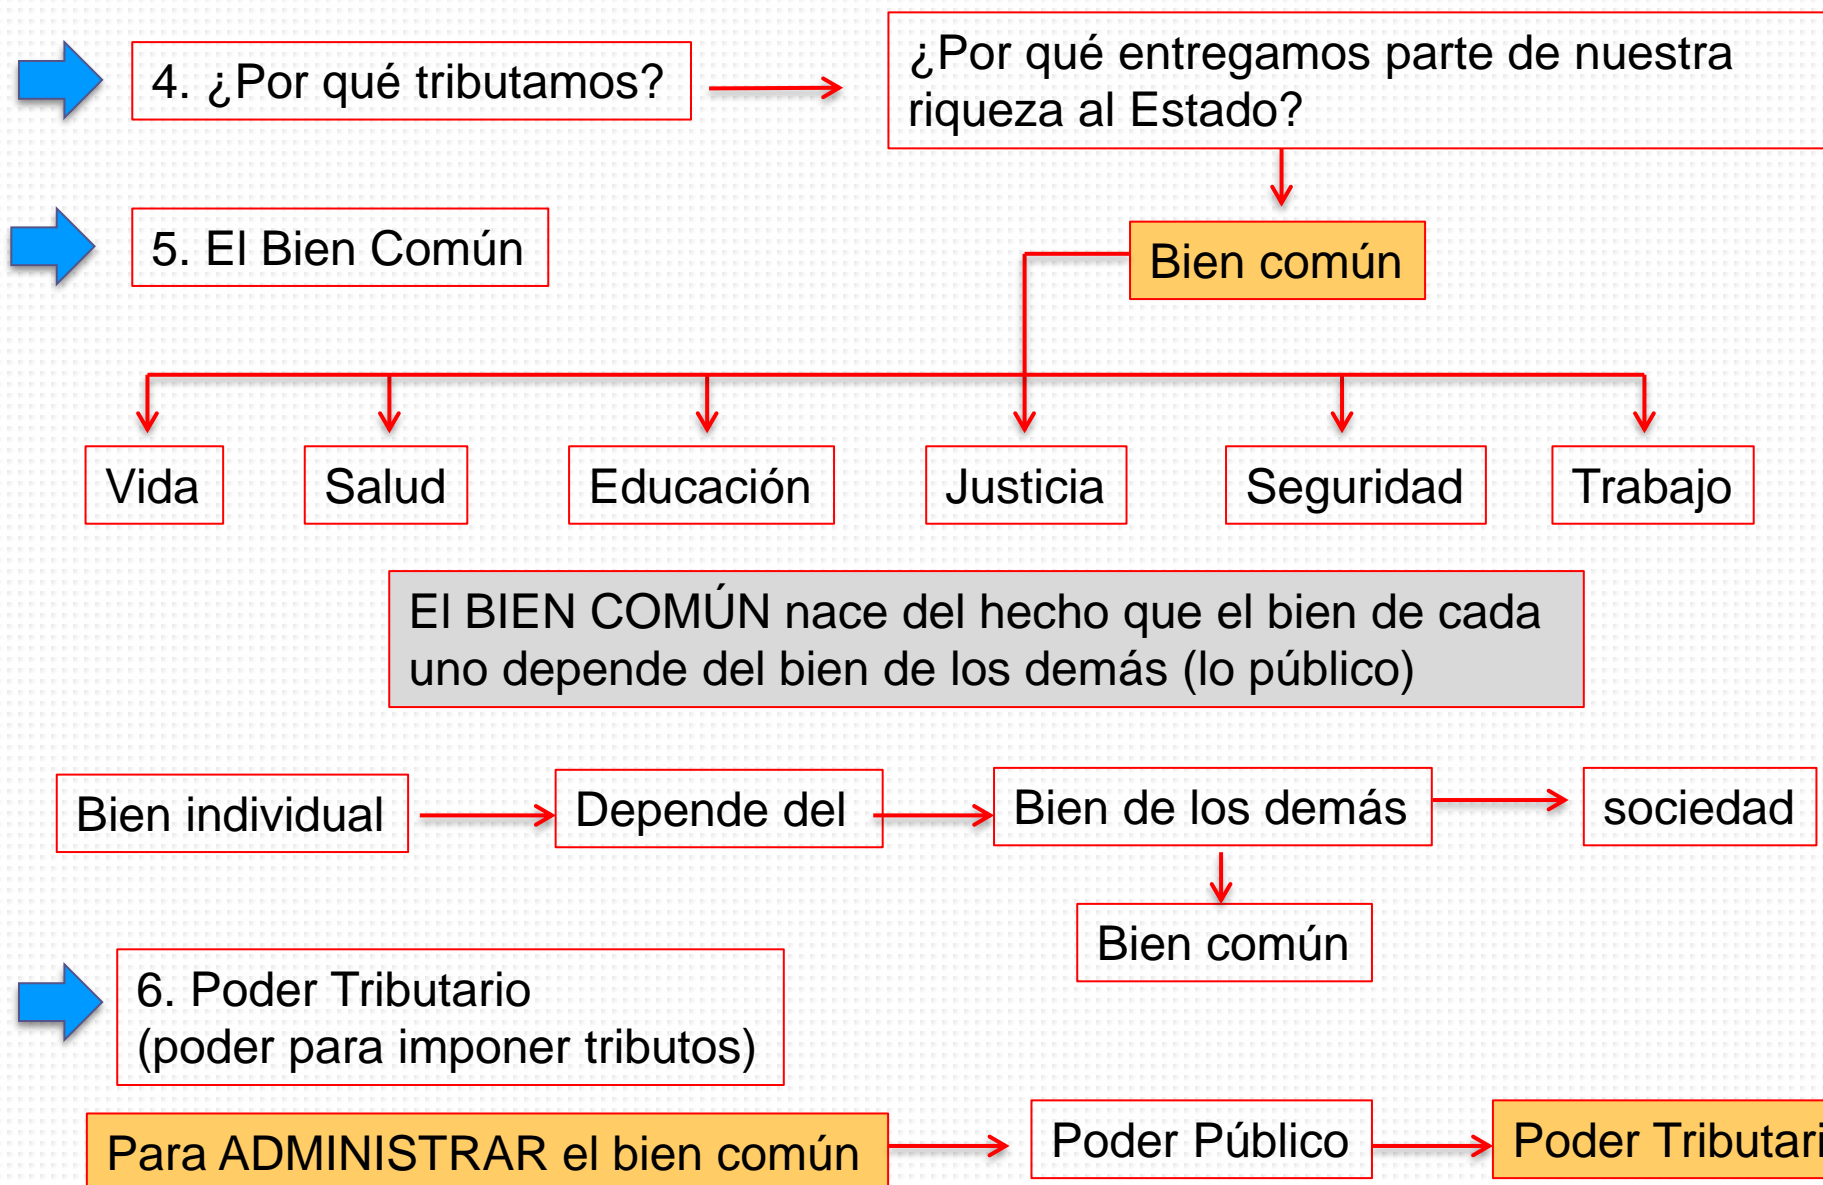 4. ¿Por qué tributamos?
¿Por qué entregamos parte de nuestra
riqueza al Estado?
5. El Bien Común
Bien común
Vida
Salud
Educación
Justicia
Seguridad
Trabajo
El BIEN COMÚN nace del hecho que el bien de cada
uno depende del bien de los demás (lo público)
Bien individual
Depende del
Bien de los demás
sociedad
Bien común
6. Poder Tributario
(poder para imponer tributos)
Para ADMINISTRAR el bien común
Poder Público
Poder Tributari